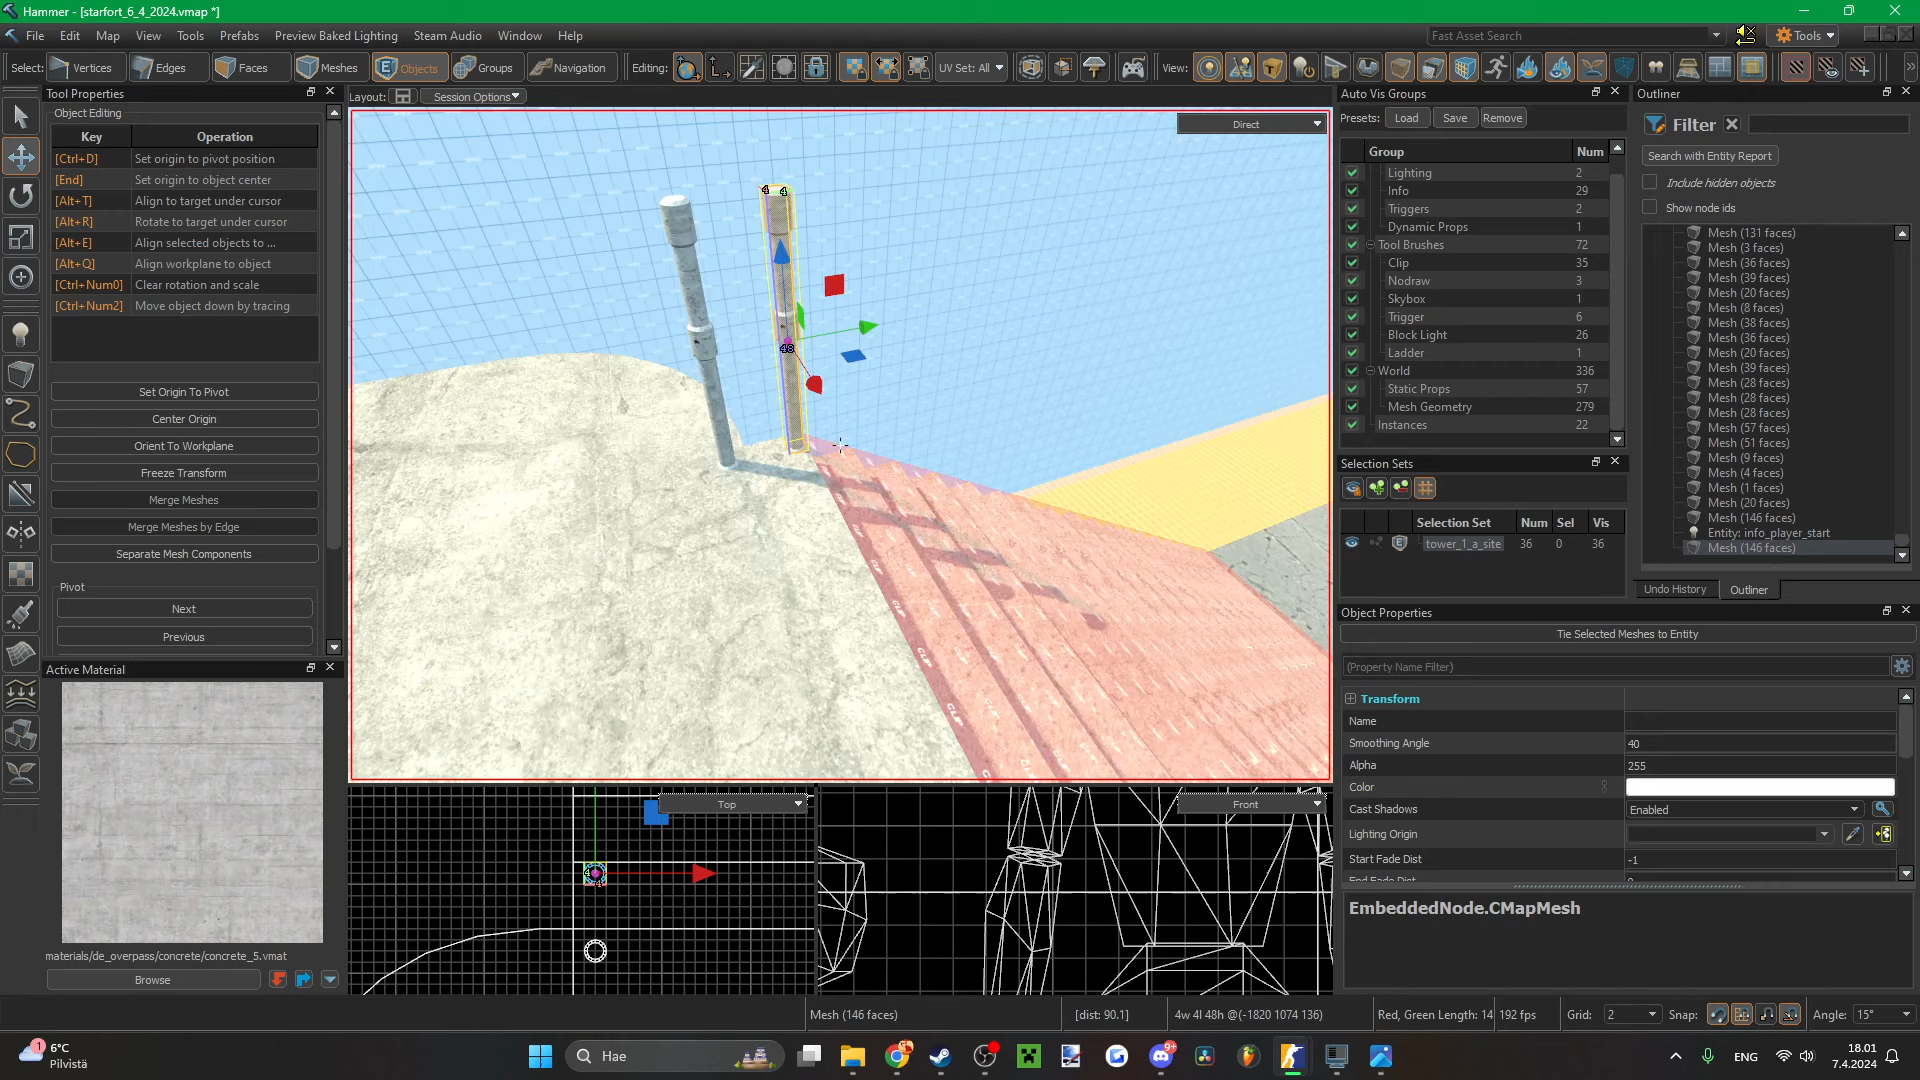 Hammer - [starfort_6_4_2024.vmap *]
File Edit Map View Tools Prefabs Preview Baked Lighting Steam Audio Window Help
Fast Asset Search
Tools
Select: Vertices Edges Faces Meshes Objects Groups Navigation Editing: UV Set: All View:
Tool Properties
Object Editing
Key Operation
[Ctrl+D] Set origin to pivot position
[End] Set origin to object center
[Alt+T] Align to target under cursor
[Alt+R] Rotate to target under cursor
[Alt+E] Align selected objects to ...
[Alt+Q] Align workplane to object
[Ctrl+Num0] Clear rotation and scale
[Ctrl+Num2] Move object down by tracing
Set Origin To Pivot
Center Origin
Orient To Workplane
Freeze Transform
Merge Meshes
Merge Meshes by Edge
Separate Mesh Components
Pivot
Next
Previous
Active Material
materials/de_overpass/concrete/concrete_5.vmat
Browse
Layout: Session Options
Direct
4 4
48
CLIP
CLIP
CLIP
CLIP
Top
Front
Auto Vis Groups
Presets: Load Save Remove
Group Num
Lighting 2
Info 29
Triggers 2
Dynamic Props 1
Tool Brushes 72
Clip 35
Nodraw 3
Skybox 1
Trigger 6
Block Light 26
Ladder 1
World 336
Static Props 57
Mesh Geometry 279
Instances 22
Selection Sets
Selection Set Num Sel Vis
tower_1_a_site 36 0 36
Outliner
Filter
Search with Entity Report
Include hidden objects
Show node ids
Mesh (131 faces)
Mesh (3 faces)
Mesh (36 faces)
Mesh (39 faces)
Mesh (20 faces)
Mesh (8 faces)
Mesh (38 faces)
Mesh (36 faces)
Mesh (20 faces)
Mesh (39 faces)
Mesh (28 faces)
Mesh (28 faces)
Mesh (28 faces)
Mesh (57 faces)
Mesh (51 faces)
Mesh (9 faces)
Mesh (4 faces)
Mesh (1 faces)
Mesh (20 faces)
Mesh (146 faces)
Entity: info_player_start
Mesh (146 faces)
Undo History Outliner
Object Properties
Tie Selected Meshes to Entity
(Property Name Filter)
Transform
Name
Smoothing Angle 40
Alpha 255
Color
Cast Shadows Enabled
Lighting Origin
Start Fade Dist -1
End Fade Dist
EmbeddedNode.CMapMesh
Mesh (146 faces) [dist: 90.1] 4w 4l 48h @(-1820 1074 136) Red, Green Length: 14 192 fps Grid: 2 Snap: Angle: 15°
1 6°C
Pilvistä
Hae
9+
ENG
18.01
7.4.2024